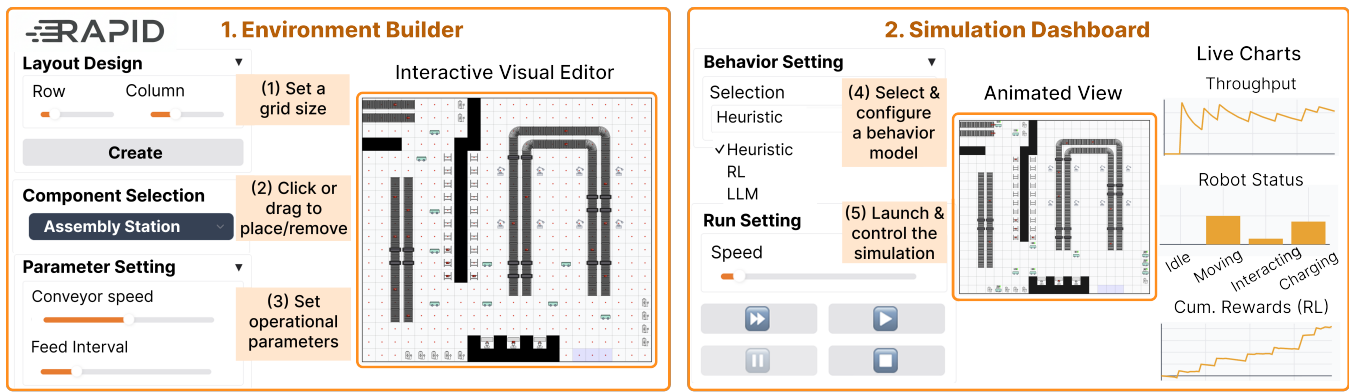 RAPID
1. Environment Builder
Layout Design ▼
Row
Column
Create
(1) Set a
grid size
Component Selection
Assembly Station
(2) Click or
drag to
place/remove
Parameter Setting ▼
Conveyor speed
Feed Interval
(3) Set
operational
parameters
Interactive Visual Editor
2. Simulation Dashboard
Behavior Setting ▼
Selection
Heuristic
✓Heuristic
RL
LLM
(4) Select &
configure
a behavior
model
Run Setting
Speed
(5) Launch &
control the
simulation
Animated View
Live Charts
Throughput
Robot Status
Idle
Moving
Interacting
Charging
Cum. Rewards (RL)